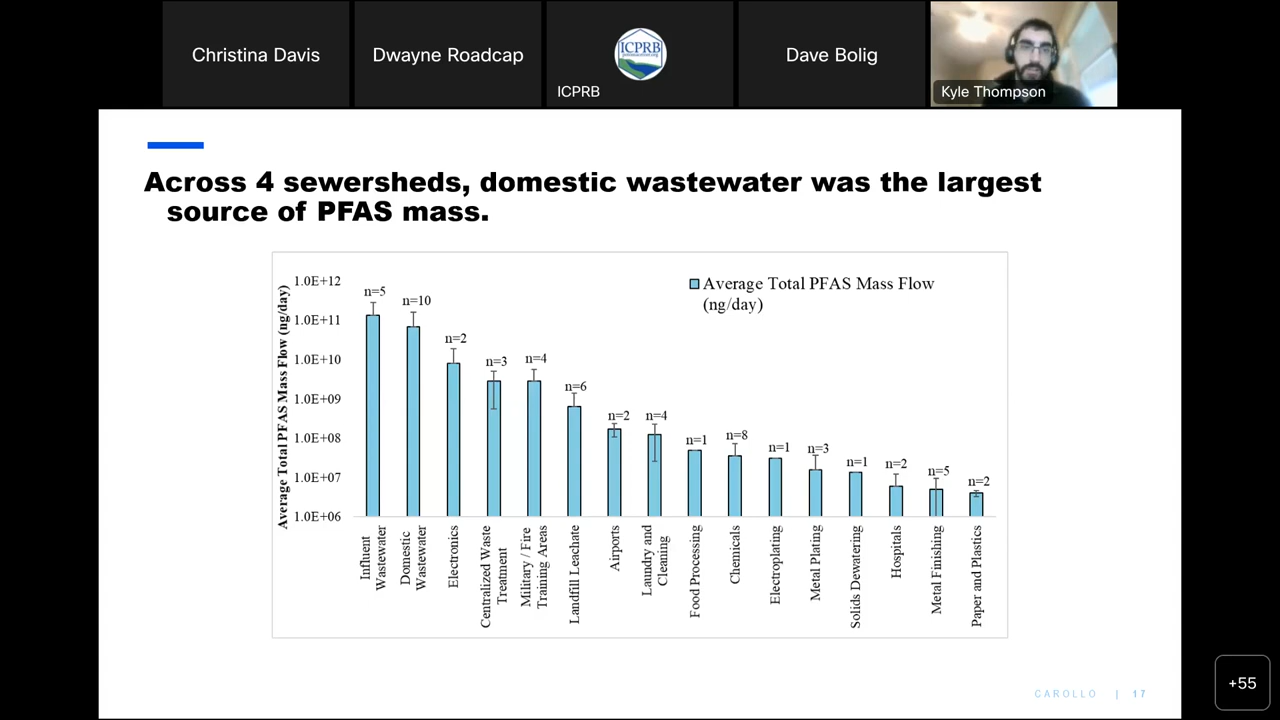 Christina Davis
Dwayne Roadcap
ICPRB
ICPRB
Dave Bolig
Kyle Thompson
Across 4 sewersheds, domestic wastewater was the largest
source of PFAS mass.
Average Total PFAS Mass Flow
(ng/day)
Average Total PFAS Mass Flow (ng/day)
1.0E+12
1.0E+11
1.0E+10
1.0E+09
1.0E+08
1.0E+07
1.0E+06
n=5
n=10
n=2
n=3
n=4
n=6
n=2
n=4
n=1
n=8
n=1
n=3
n=1
n=2
n=5
n=2
Influent
Wastewater
Domestic
Wastewater
Electronics
Centralized Waste
Treatment
Military / Fire
Training Areas
Landfill Leachate
Airports
Laundry and
Cleaning
Food Processing
Chemicals
Electroplating
Metal Plating
Solids Dewatering
Hospitals
Metal Finishing
Paper and Plastics
CAROLLO | 17
+55